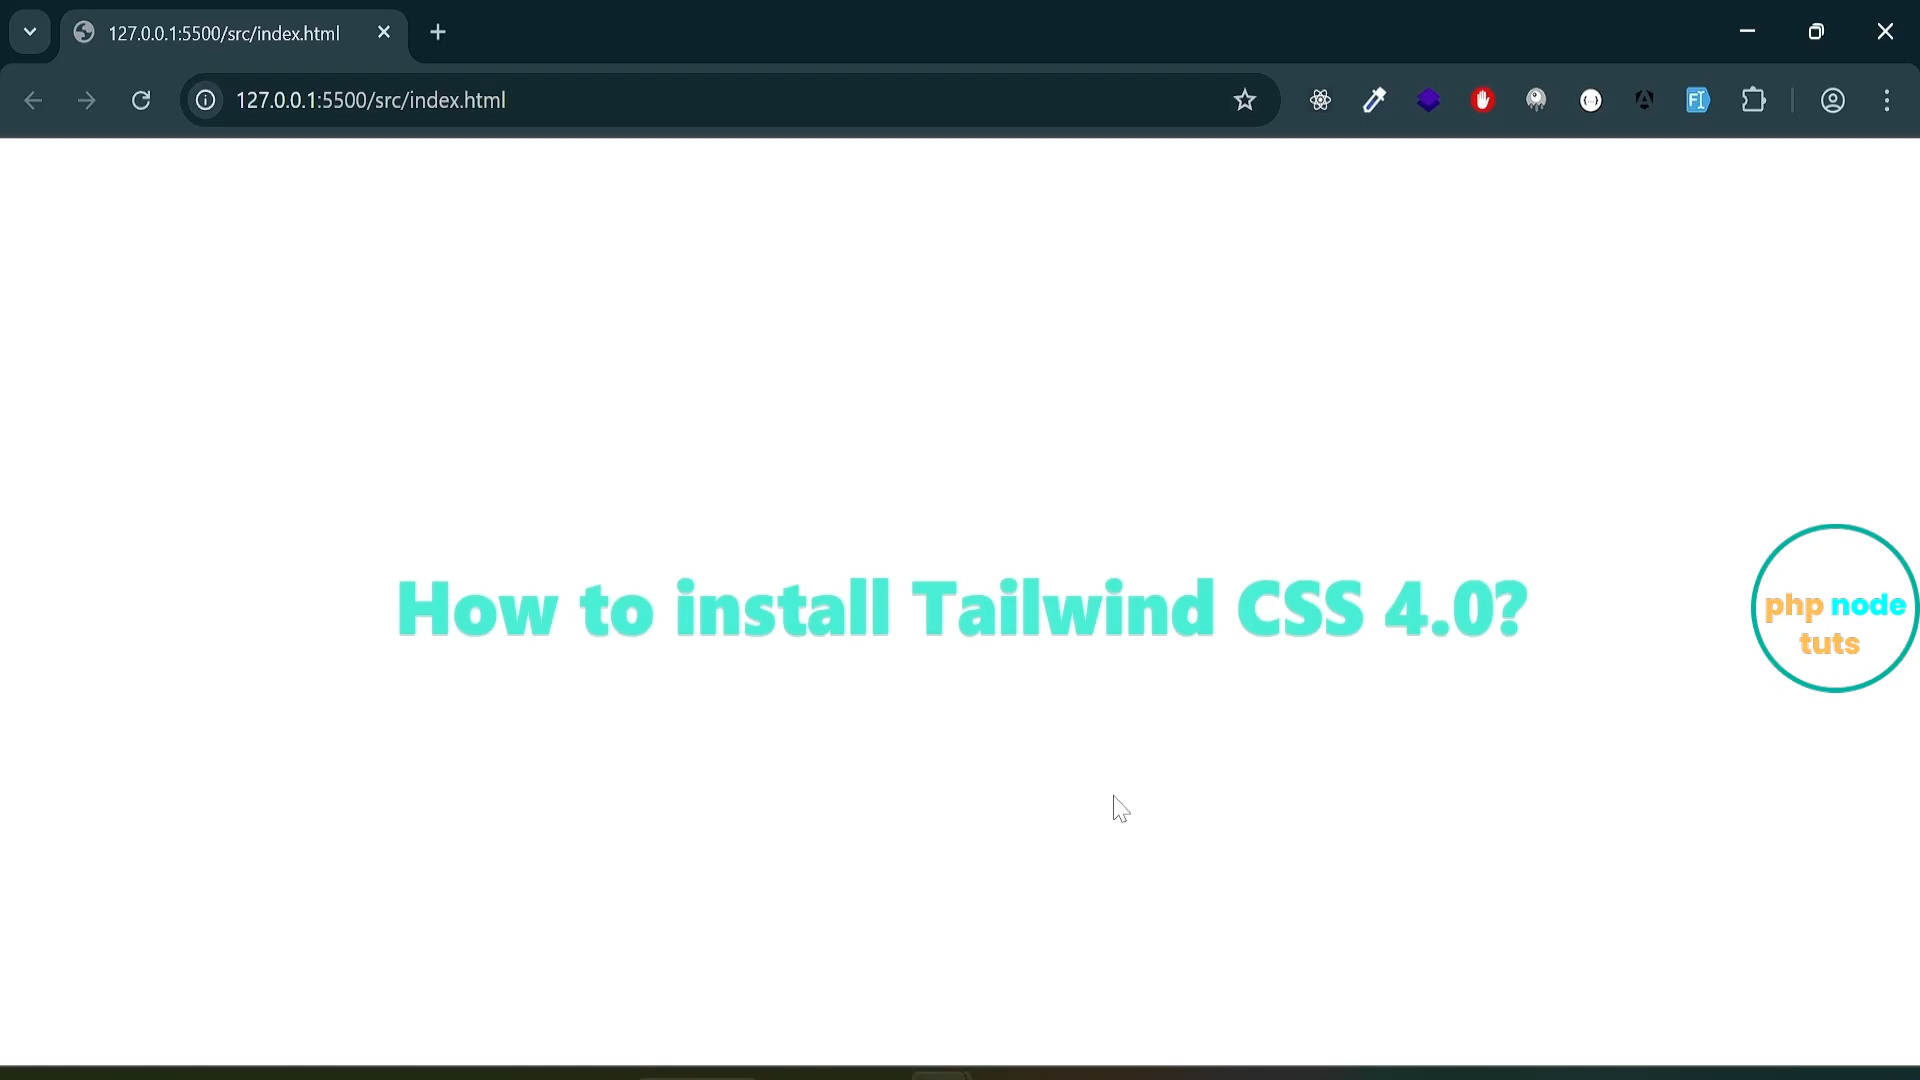 127.0.0.1:5500/src/index.html
127.0.0.1:5500/src/index.html
How to install Tailwind CSS 4.0?
php node
tuts